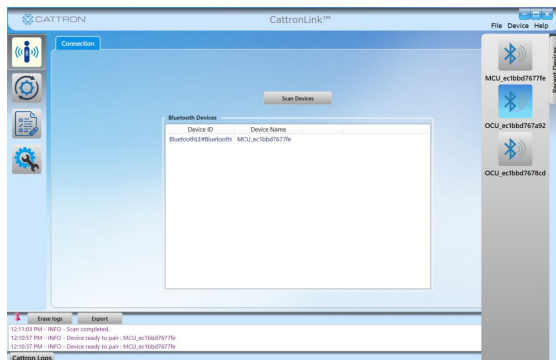 CATTRON
CattronLink™
File Device Help
Connection
Scan Devices
Bluetooth Devices
Device ID Device Name
BluetoothLE#Bluetoothl MCU_ec1bbd7677fe
MCU_ec1bbd7677fe
OCU_ec1bbd767a92
OCU_ec1bbd7678cd
Recent Devices
Erase logs Export
12:11:03 PM - INFO - Scan completed.
12:10:57 PM - INFO - Device ready to pair : MCU_ec1bbd7677fe
12:10:37 PM - INFO - Device ready to pair : MCU_ec1bbd7677fe
Cattron Logs